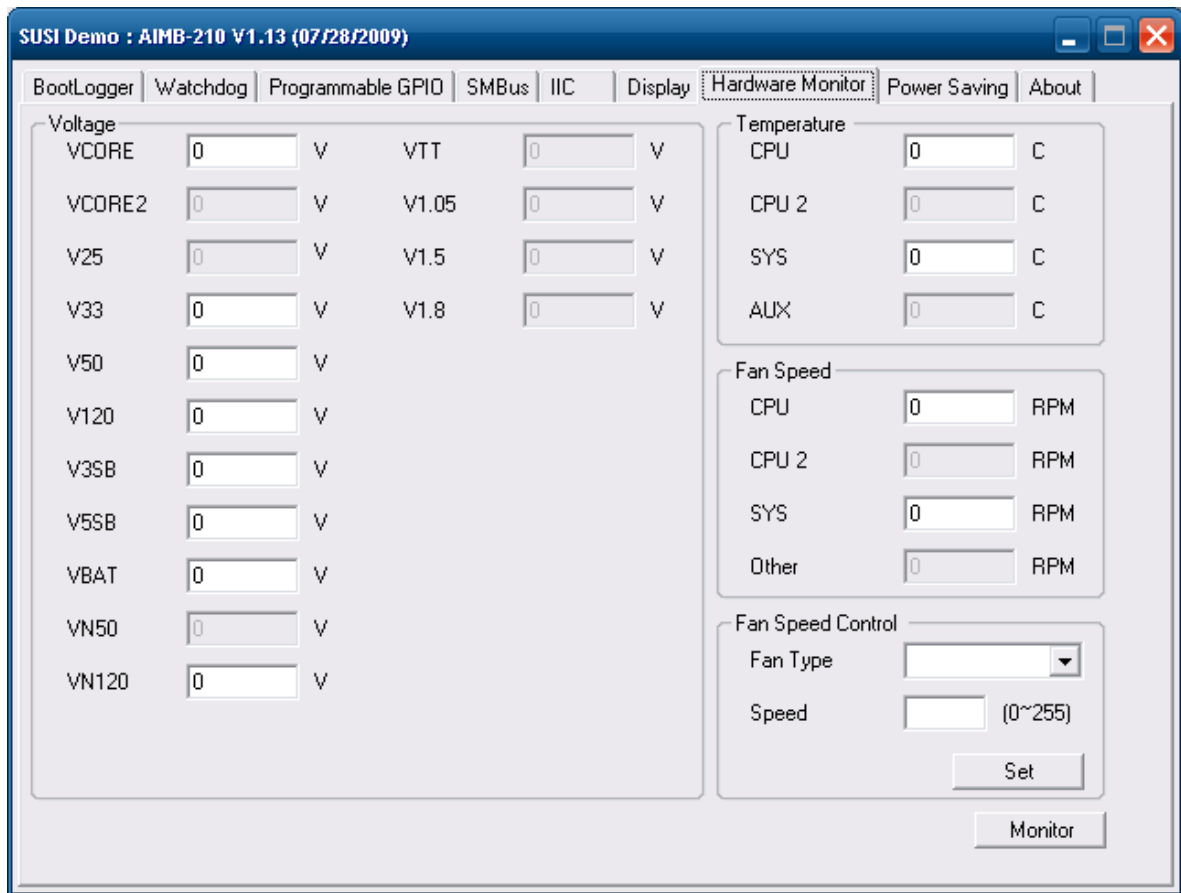 SUSI Demo : AIMB-210 V1.13 (07/28/2009)
BootLogger Watchdog Programmable GPIO SMBus IIC Display Hardware Monitor Power Saving About
Voltage
VCORE 0 V VTT 0 V
VCORE2 0 V V1.05 0 V
V25 0 V V1.5 0 V
V33 0 V V1.8 0 V
V50 0 V
V120 0 V
V3SB 0 V
V5SB 0 V
VBAT 0 V
VN50 0 V
VN120 0 V
Temperature
CPU 0 C
CPU 2 0 C
SYS 0 C
AUX 0 C
Fan Speed
CPU 0 RPM
CPU 2 0 RPM
SYS 0 RPM
Other 0 RPM
Fan Speed Control
Fan Type
Speed (0~255)
Set
Monitor